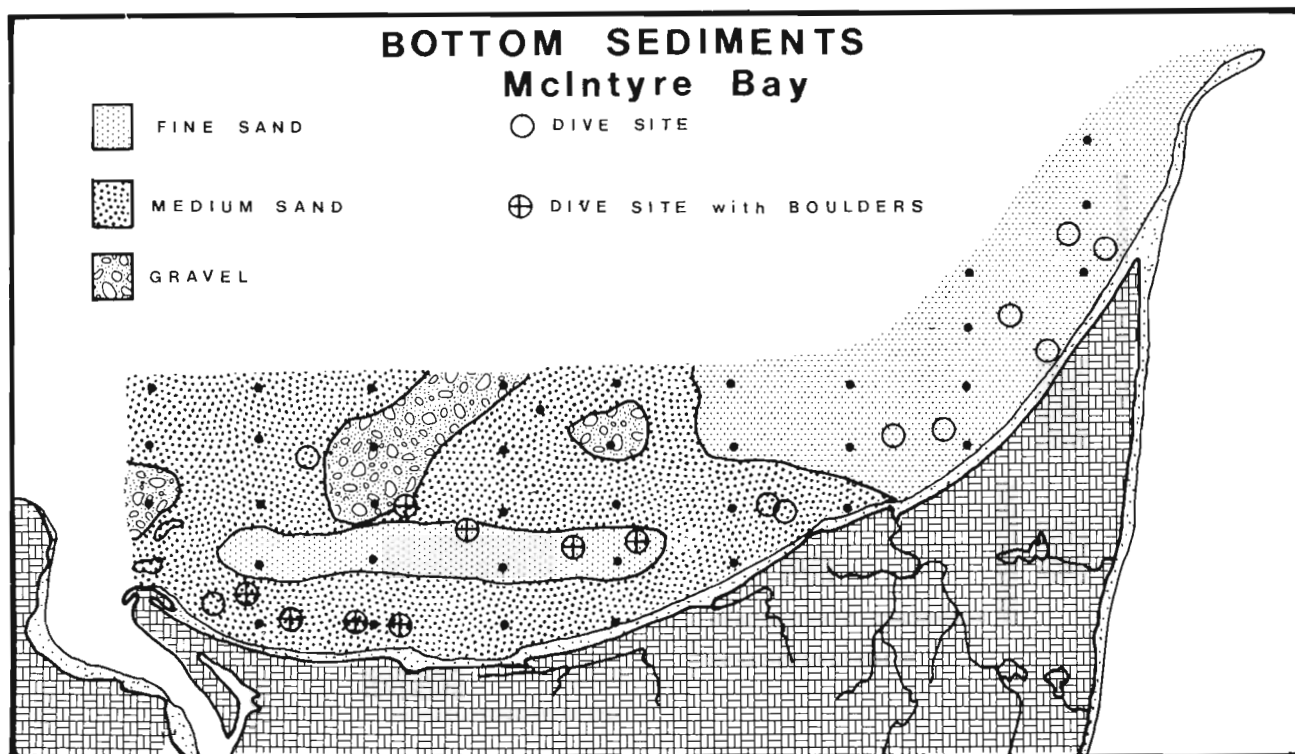 BOTTOM SEDIMENTS
McIntyre Bay
FINE SAND
DIVE SITE
MEDIUM SAND
DIVE SITE with BOULDERS
GRAVEL